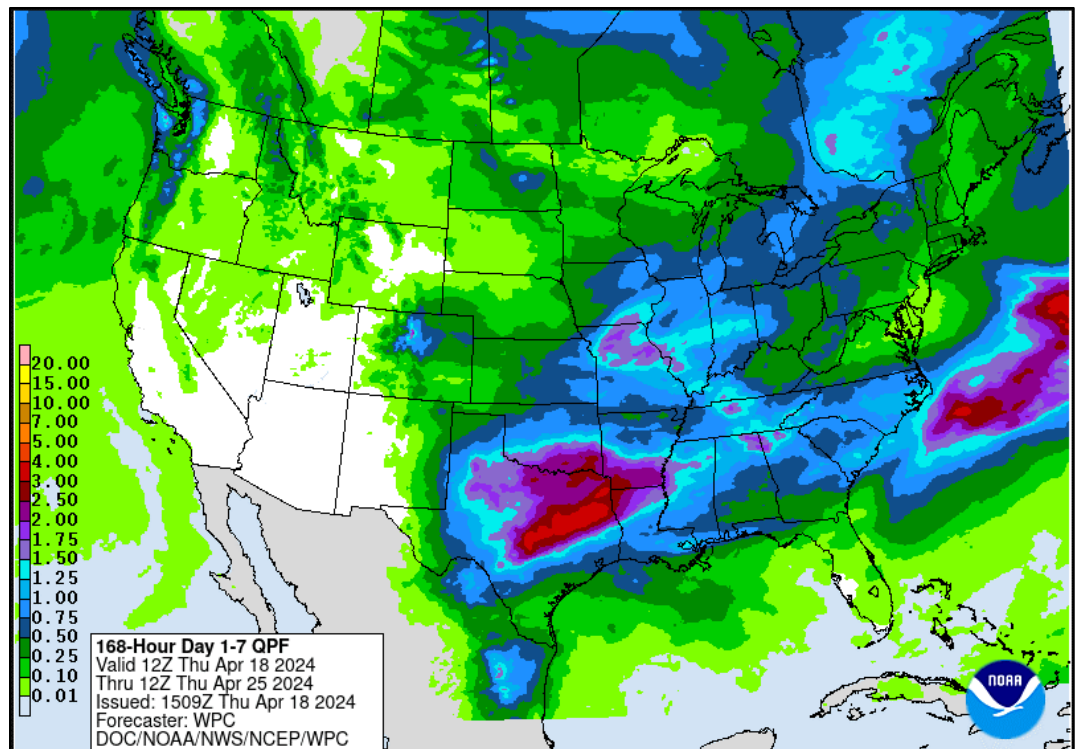 20.00
15.00
10.00
7.00
5.00
4.00
3.00
2.50
2.00
1.75
1.50
1.25
1.00
0.75
0.50
0.25
0.10
0.01
168-Hour Day 1-7 QPF
Valid 12Z Thu Apr 18 2024
Thru 12Z Thu Apr 25 2024
Issued: 1509Z Thu Apr 18 2024
Forecaster: WPC
DOC/NOAA/NWS/NCEP/WPC
NOAA